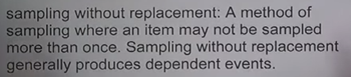 sampling without replacement: A method of
sampling where an item may not be sampled
more than once. Sampling without replacement
generally produces dependent events.